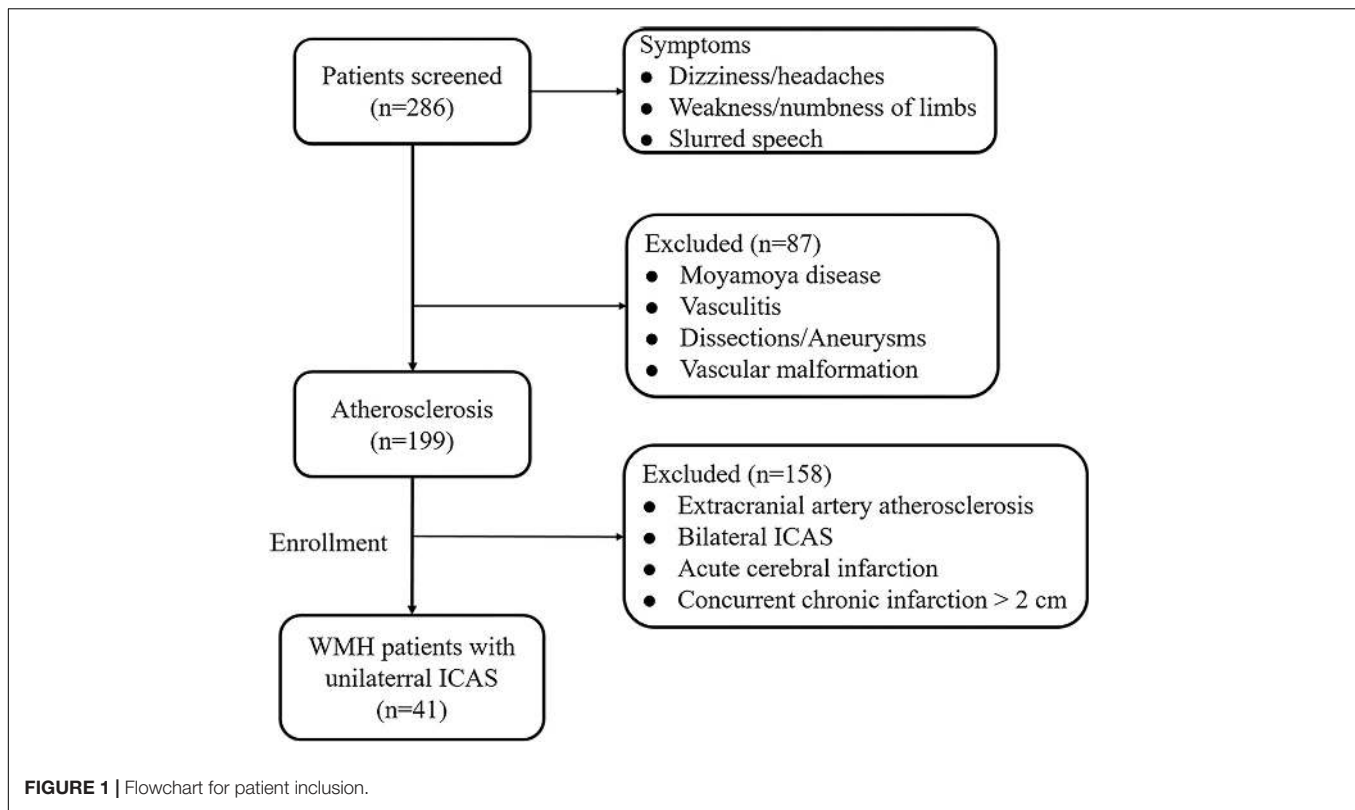 Patients screened
(n=286)
Symptoms
● Dizziness/headaches
● Weakness/numbness of limbs
● Slurred speech
Excluded (n=87)
● Moyamoya disease
● Vasculitis
● Dissections/Aneurysms
● Vascular malformation
Atherosclerosis
(n=199)
Excluded (n=158)
● Extracranial artery atherosclerosis
● Bilateral ICAS
● Acute cerebral infarction
● Concurrent chronic infarction > 2 cm
Enrollment
WMH patients with
unilaterral ICAS
(n=41)
FIGURE 1 | Flowchart for patient inclusion.